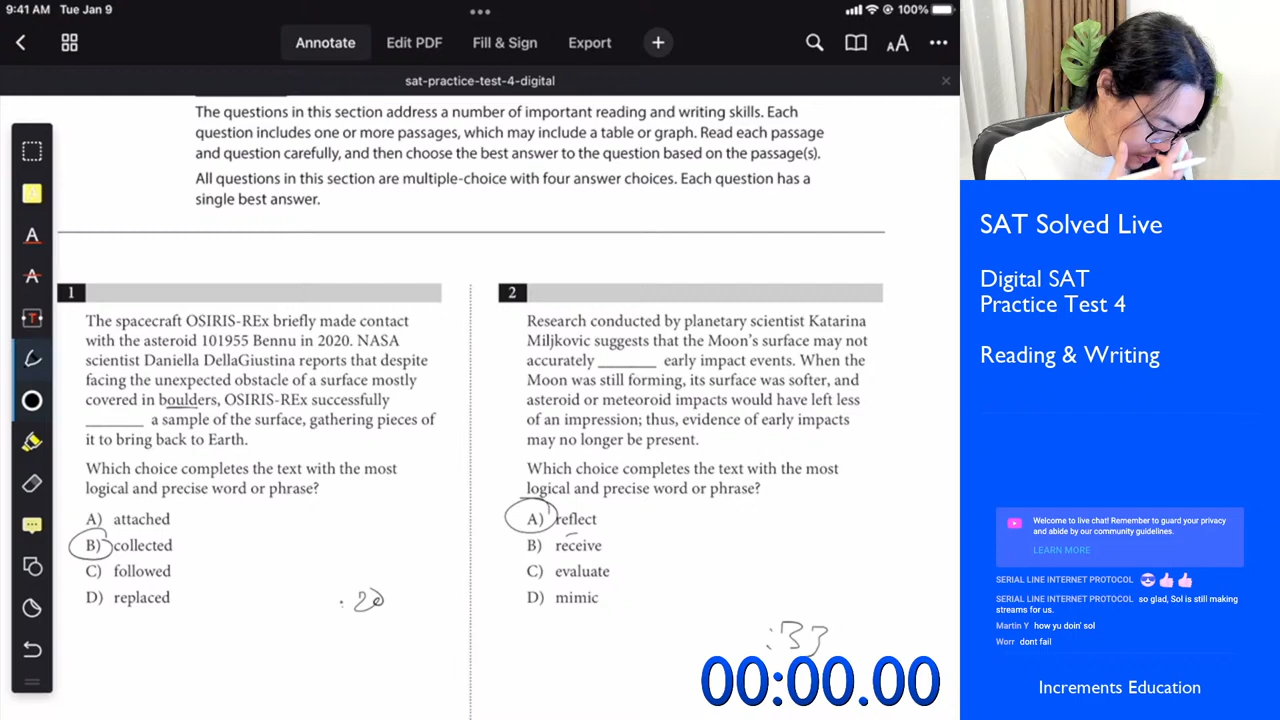 9:41 AM Tue Jan 9
100%
Annotate
Edit PDF
Fill & Sign
Export
AA
sat-practice-test-4-digital
The questions in this section address a number of important reading and writing skills. Each
question includes one or more passages, which may include a table or graph. Read each passage
and question carefully, and then choose the best answer to the question based on the passage(s).
All questions in this section are multiple-choice with four answer choices. Each question has a
single best answer.
1
The spacecraft OSIRIS-REx briefly made contact
with the asteroid 101955 Bennu in 2020. NASA
scientist Daniella DellaGiustina reports that despite
facing the unexpected obstacle of a surface mostly
covered in boulders, OSIRIS-REx successfully
_______ a sample of the surface, gathering pieces of
it to bring back to Earth.
Which choice completes the text with the most
logical and precise word or phrase?
A) attached
B) collected
C) followed
D) replaced
:20
2
Research conducted by planetary scientist Katarina
Miljkovic suggests that the Moon's surface may not
accurately _______ early impact events. When the
Moon was still forming, its surface was softer, and
asteroid or meteoroid impacts would have left less
of an impression; thus, evidence of early impacts
may no longer be present.
Which choice completes the text with the most
logical and precise word or phrase?
A) reflect
B) receive
C) evaluate
D) mimic
:33
00:00.00
SAT Solved Live
Digital SAT
Practice Test 4
Reading & Writing
Welcome to live chat! Remember to guard your privacy
and abide by our community guidelines.
LEARN MORE
SERIAL LINE INTERNET PROTOCOL
SERIAL LINE INTERNET PROTOCOL so glad, Sol is still making
streams for us.
Martin Y how yu doin' sol
Worr dont fail
Increments Education